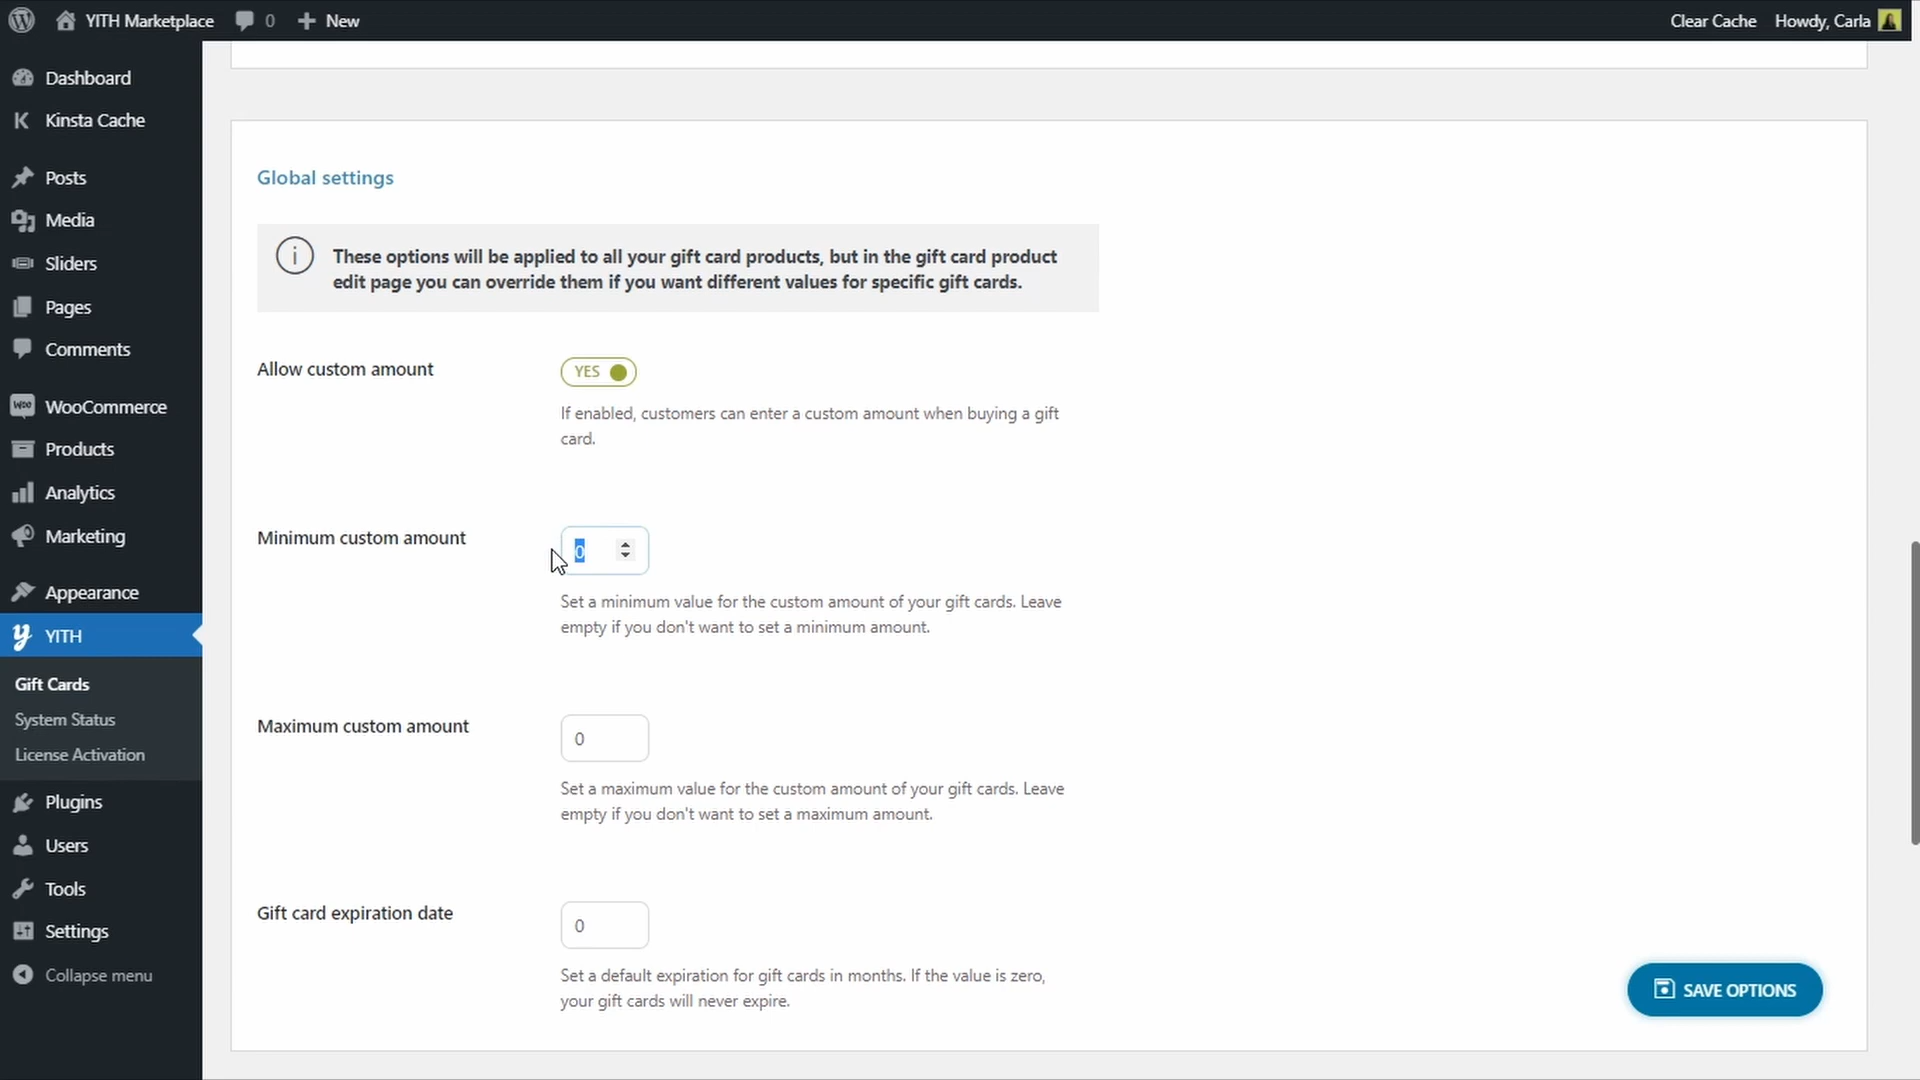 YITH Marketplace
0
New
Clear Cache
Howdy, Carla
Dashboard
Kinsta Cache
Posts
Media
Sliders
Pages
Comments
WooCommerce
Products
Analytics
Marketing
Appearance
YITH
Gift Cards
System Status
License Activation
Plugins
Users
Tools
Settings
Collapse menu
Global settings
These options will be applied to all your gift card products, but in the gift card product
edit page you can override them if you want different values for specific gift cards.
Allow custom amount
YES
If enabled, customers can enter a custom amount when buying a gift
card.
Minimum custom amount
0
Set a minimum value for the custom amount of your gift cards. Leave
empty if you don't want to set a minimum amount.
Maximum custom amount
0
Set a maximum value for the custom amount of your gift cards. Leave
empty if you don't want to set a maximum amount.
Gift card expiration date
0
Set a default expiration for gift cards in months. If the value is zero,
your gift cards will never expire.
SAVE OPTIONS